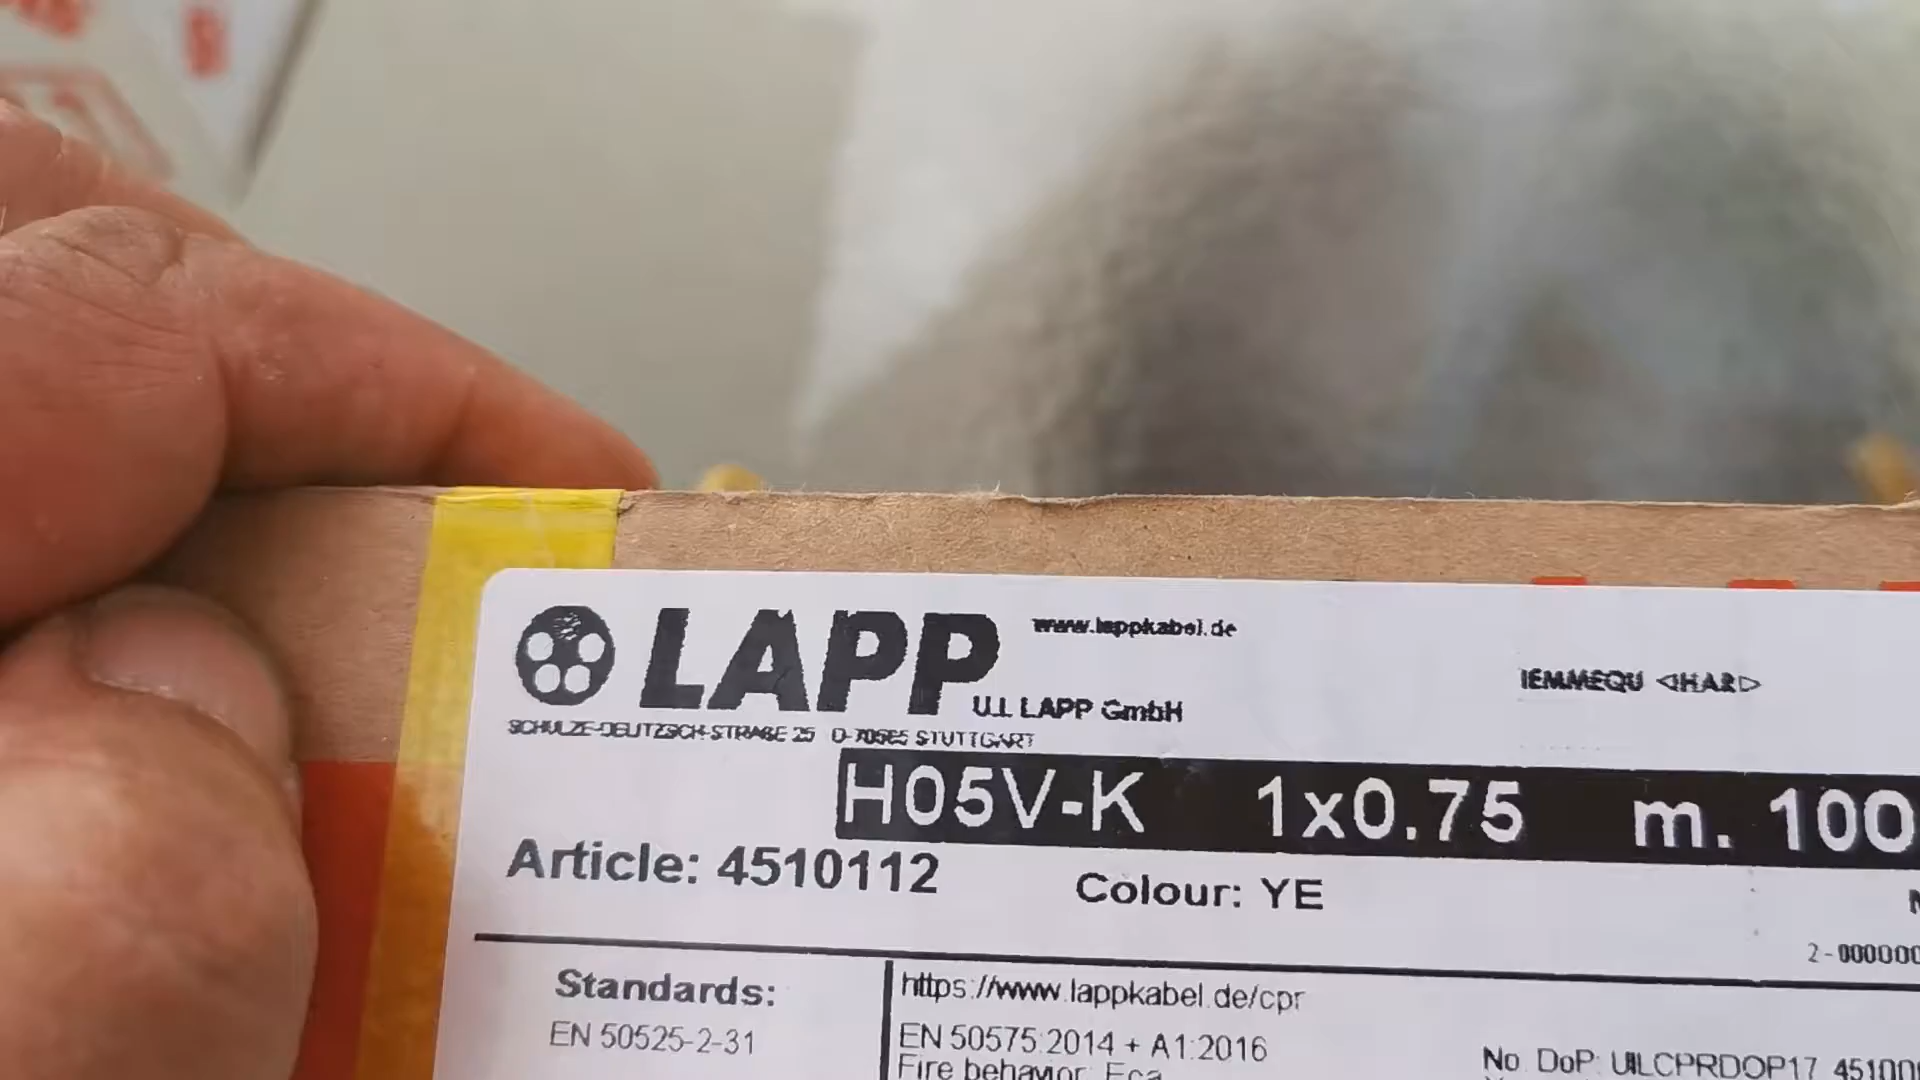 LAPP
www.lappkabel.de
U.I. LAPP GmbH
IEMMEQU <HAR>
SCHULZE-DELITZSCH-STRAßE 25 D-70565 STUTTGART
H05V-K 1x0.75 m. 100
Article: 4510112
Colour: YE
Standards:
EN 50525-2-31
https://www.lappkabel.de/cpr
EN 50575:2014 + A1:2016
Fire behavior: Eca
No. DoP: